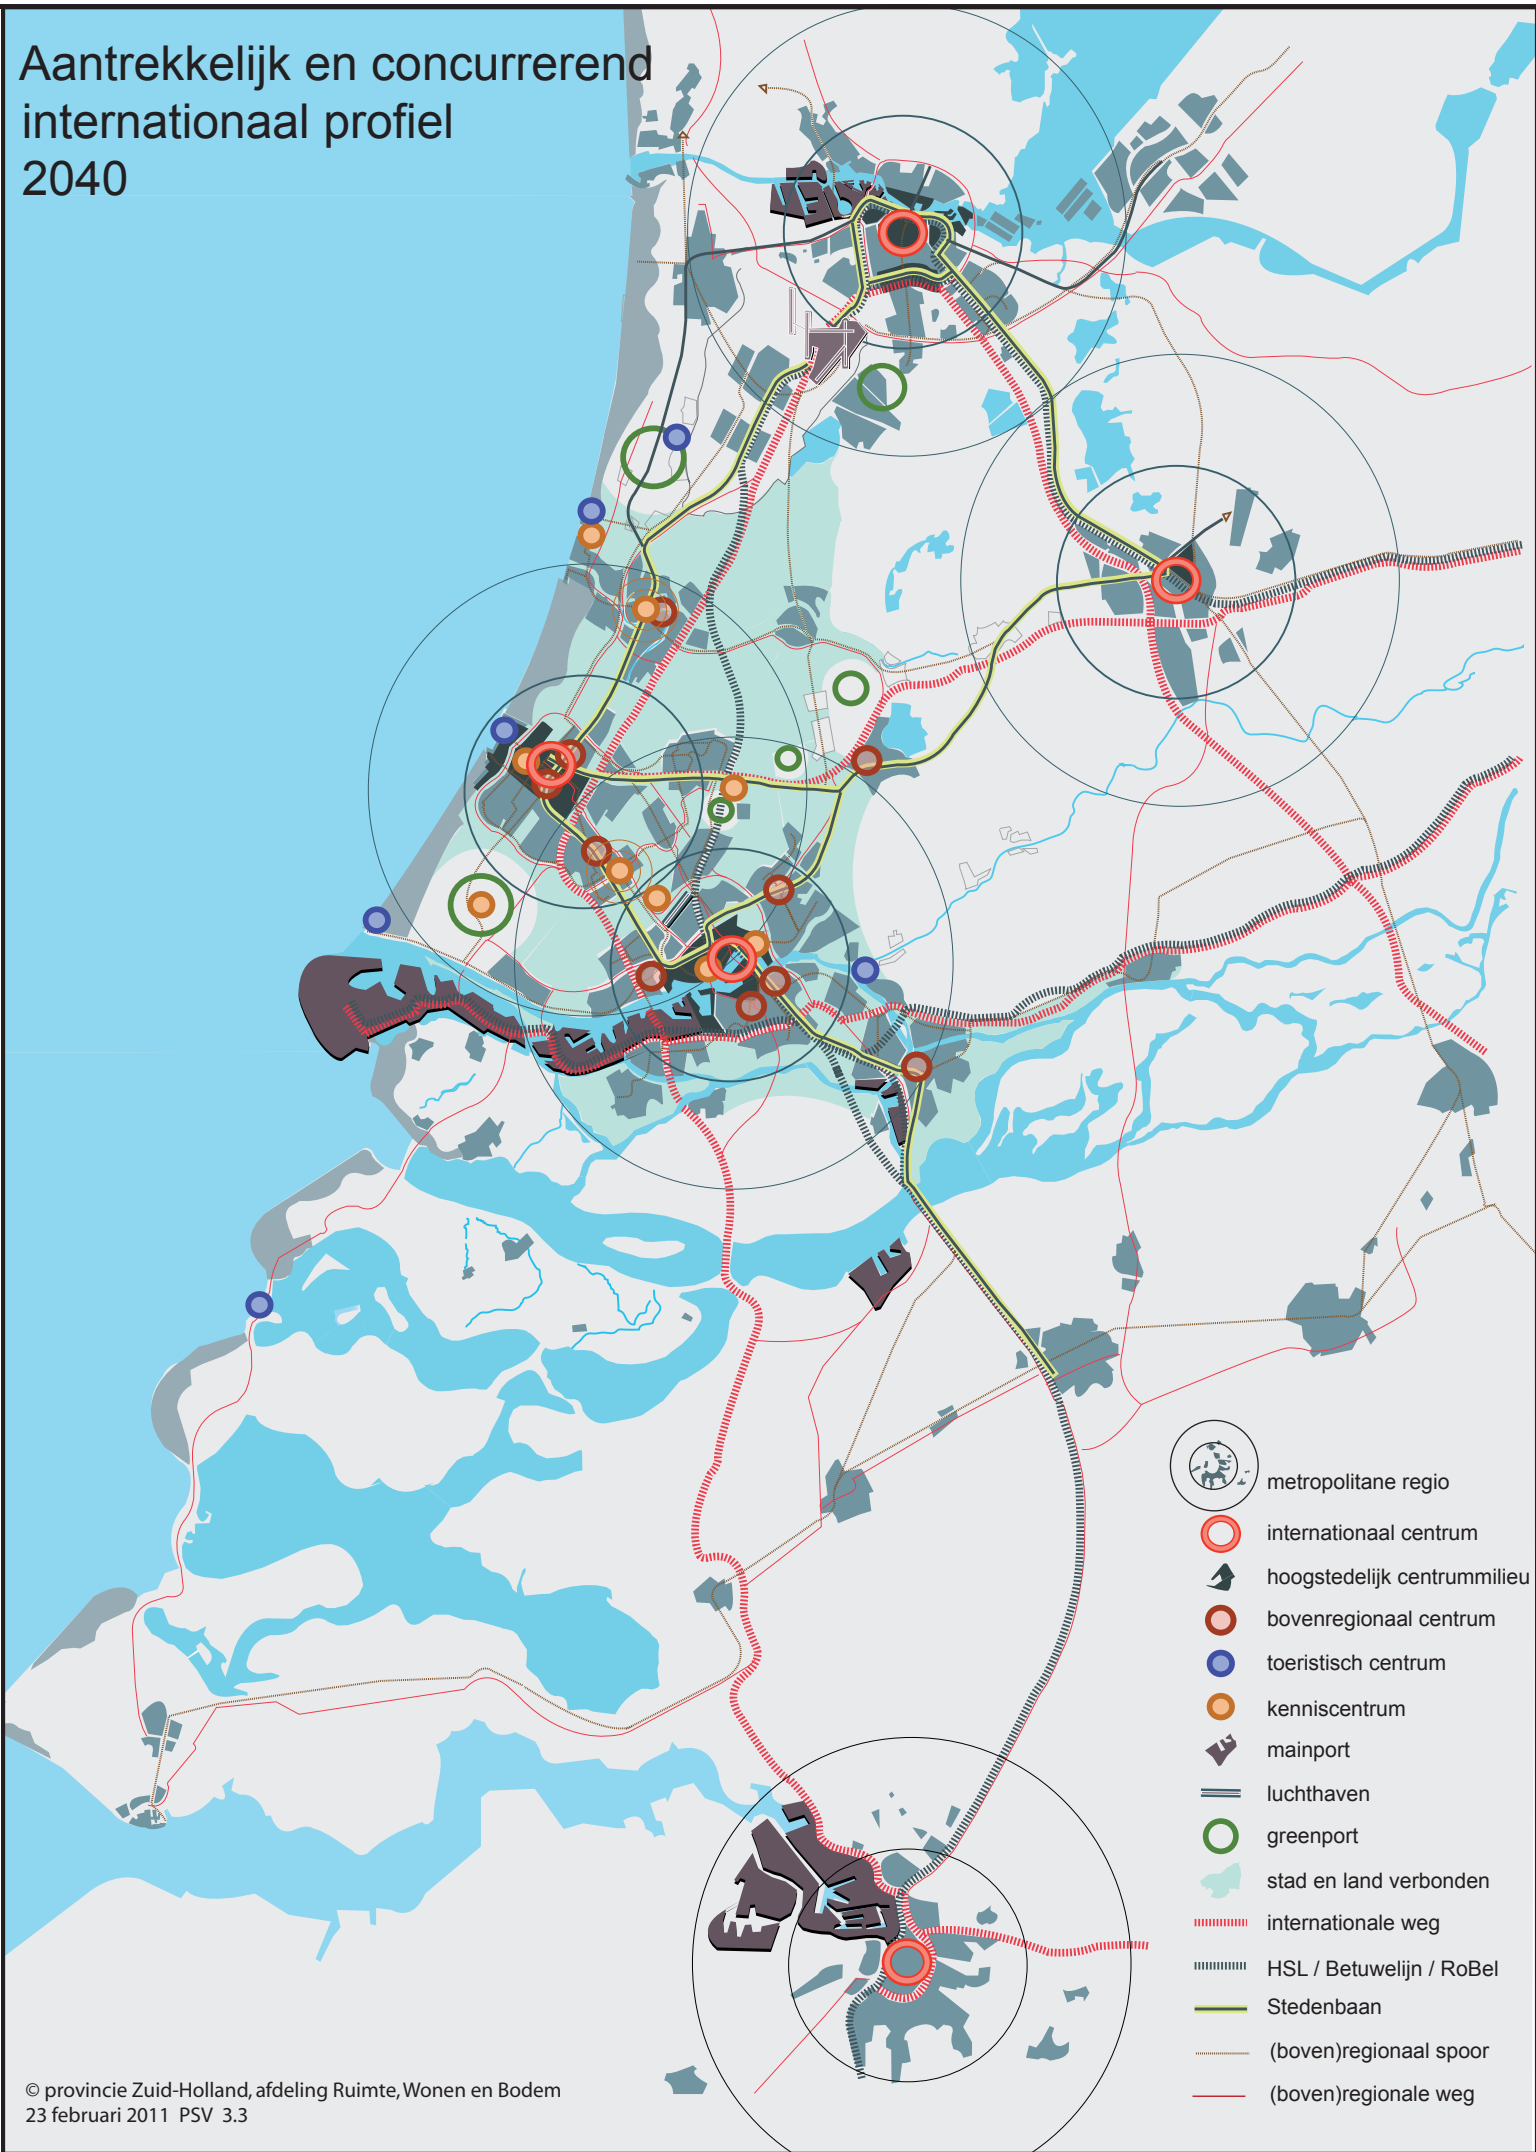 Aantrekkelijk en concurrerend
internationaal profiel
2040
metropolitane regio
internationaal centrum
hoogstedelijk centrummilieu
bovenregionaal centrum
toeristisch centrum
kenniscentrum
mainport
luchthaven
greenport
stad en land verbonden
internationale weg
HSL / Betuwelijn / RoBel
Stedenbaan
(boven)regionaal spoor
(boven)regionale weg
© provincie Zuid-Holland, afdeling Ruimte, Wonen en Bodem
23 februari 2011 PSV 3.3